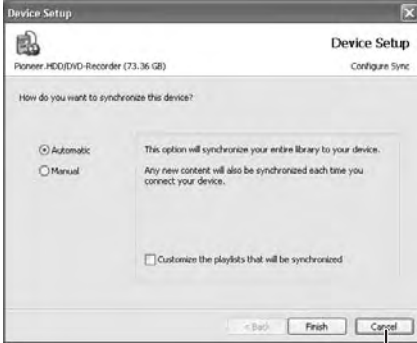 Device Setup
Device Setup
Pioneer.HDD/DVD-Recorder (73.36 GB)
Configure Sync
How do you want to synchronize this device?
Automatic
This option will synchronize your entire library to your device.
Manual
Any new content will also be synchronized each time you
connect your device.
Customize the playlists that will be synchronized
< Back
Finish
Cancel